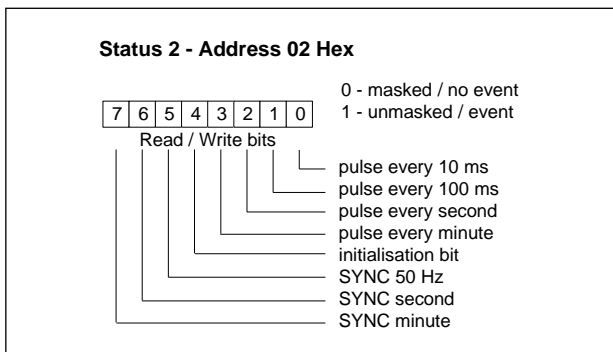 Status 2 - Address 02 Hex
0 - masked / no event
1 - unmasked / event
7 6 5 4 3 2 1 0
Read / Write bits
pulse every 10 ms
pulse every 100 ms
pulse every second
pulse every minute
initialisation bit
SYNC 50 Hz
SYNC second
SYNC minute